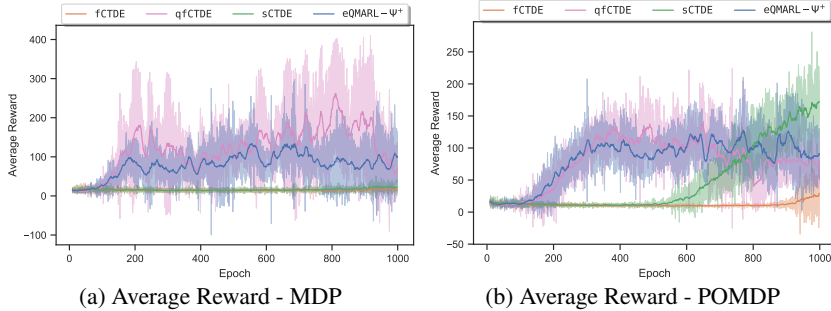 fCTDE qfCTDE sCTDE eQMARL-Ψ⁺
400
300
200
100
0
−100
Average Reward
0 200 400 600 800 1000
Epoch
(a) Average Reward - MDP
fCTDE qfCTDE sCTDE eQMARL-Ψ⁺
250
200
150
100
50
0
−50
Average Reward
0 200 400 600 800 1000
Epoch
(b) Average Reward - POMDP